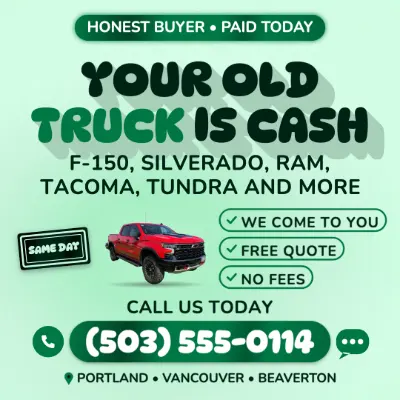 HONEST BUYER • PAID TODAY
YOUR OLD
TRUCK IS CASH
F-150, SILVERADO, RAM,
TACOMA, TUNDRA AND MORE
WE COME TO YOU
FREE QUOTE
NO FEES
SAME DAY
CALL US TODAY
(503) 555-0114
PORTLAND • VANCOUVER • BEAVERTON